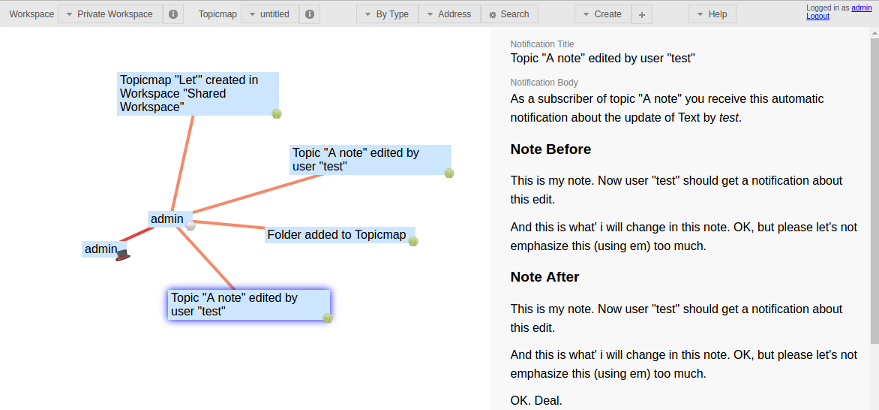 Workspace Private Workspace Topicmap untitled By Type Address Search Create + Help
Logged in as admin
Logout
Topicmap "Let'" created in
Workspace "Shared
Workspace"
Topic "A note" edited by
user "test"
admin
Folder added to Topicmap
admin
Topic "A note" edited by
user "test"
Notification Title
Topic "A note" edited by user "test"
Notification Body
As a subscriber of topic "A note" you receive this automatic
notification about the update of Text by test.
Note Before
This is my note. Now user "test" should get a notification about
this edit.
And this is what' i will change in this note. OK, but please let's not
emphasize this (using em) too much.
Note After
This is my note. Now user "test" should get a notification about
this edit.
And this is what' i will change in this note. OK, but please let's not
emphasize this (using em) too much.
OK. Deal.